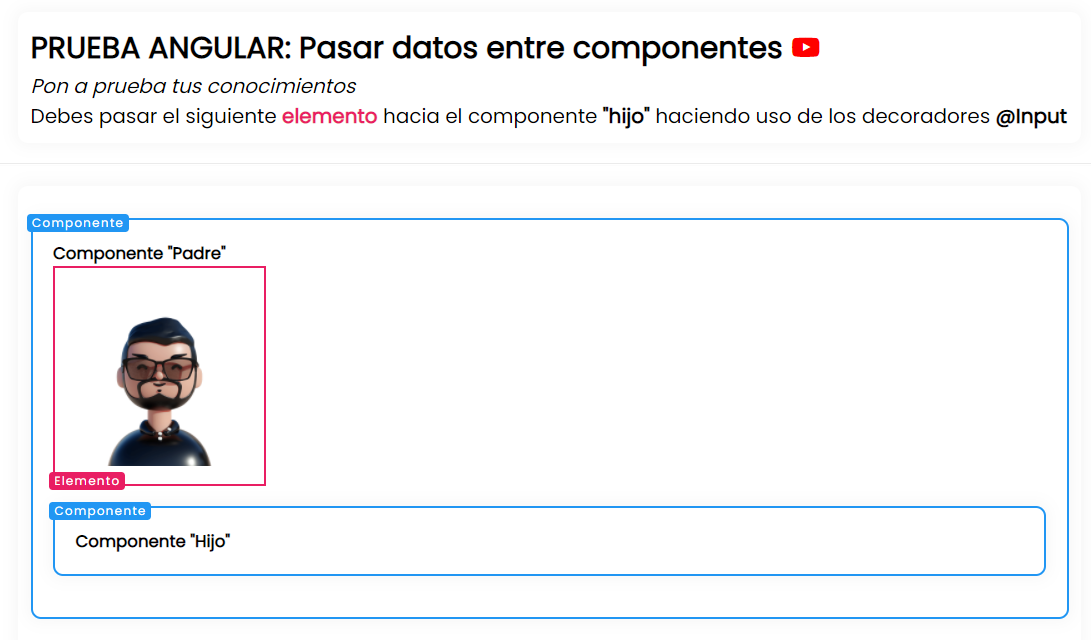 PRUEBA ANGULAR: Pasar datos entre componentes
Pon a prueba tus conocimientos
Debes pasar el siguiente elemento hacia el componente "hijo" haciendo uso de los decoradores @Input
Componente
Componente "Padre"
Elemento
Componente
Componente "Hijo"